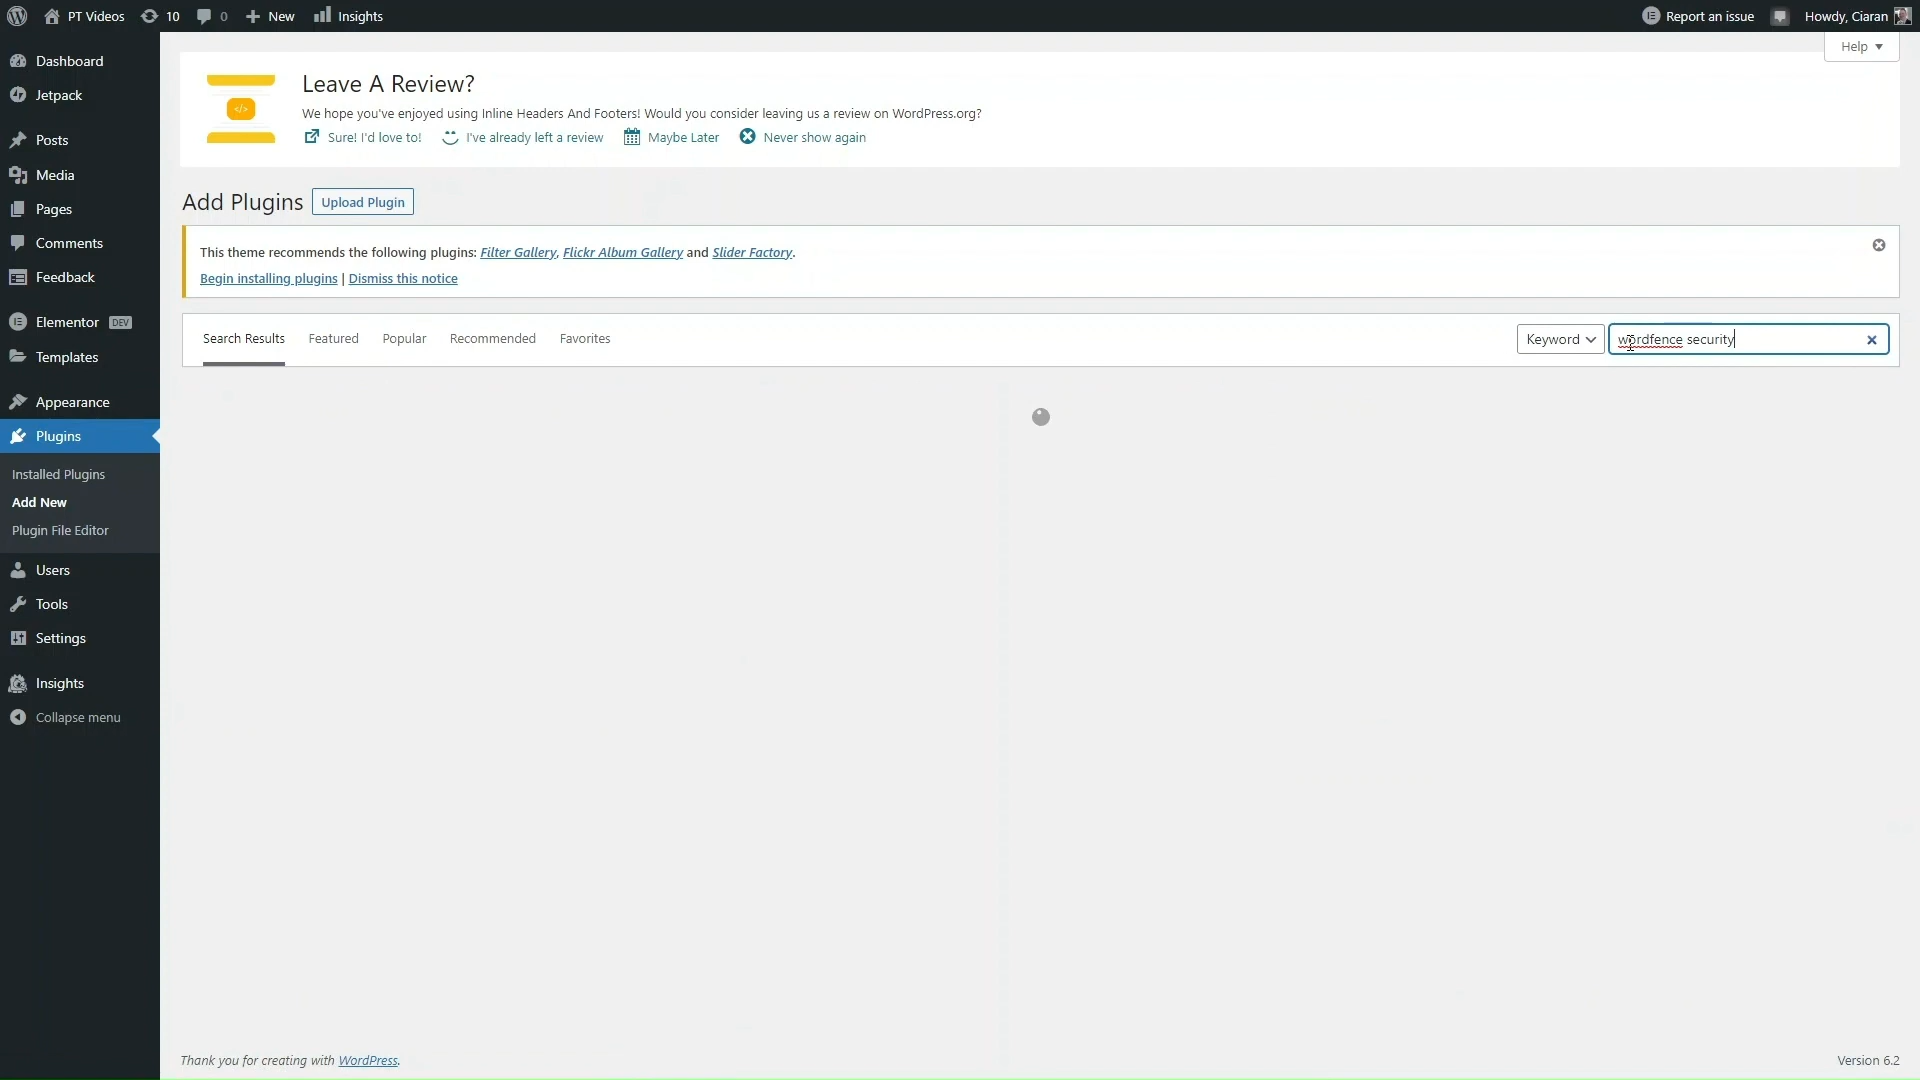 PT Videos 10 0 New Insights Report an issue Howdy, Ciaran
Help
Dashboard
Jetpack
Posts
Media
Pages
Comments
Feedback
Elementor DEV
Templates
Appearance
Plugins
Installed Plugins
Add New
Plugin File Editor
Users
Tools
Settings
Insights
Collapse menu
</>
Leave A Review?
We hope you've enjoyed using Inline Headers And Footers! Would you consider leaving us a review on WordPress.org?
Sure! I'd love to! I've already left a review Maybe Later Never show again
Add Plugins Upload Plugin
This theme recommends the following plugins: Filter Gallery, Flickr Album Gallery and Slider Factory.
Begin installing plugins | Dismiss this notice
Search Results Featured Popular Recommended Favorites Keyword wordfence security
Thank you for creating with WordPress. Version 6.2